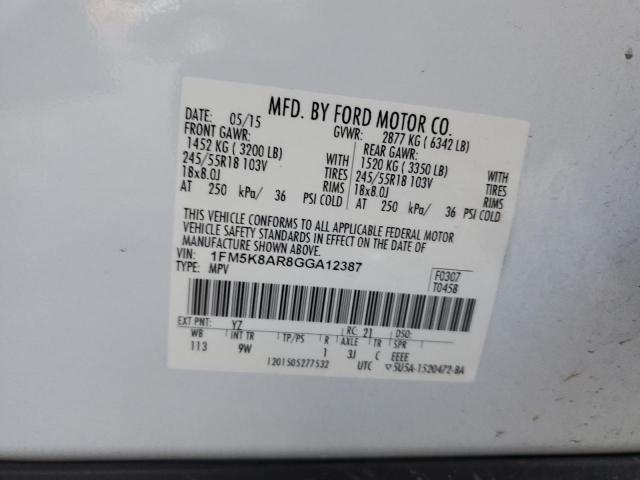 MFD. BY FORD MOTOR CO.
DATE: 05/15 GVWR: 2877 KG ( 6342 LB)
FRONT GAWR: REAR GAWR:
1452 KG ( 3200 LB) WITH 1520 KG ( 3350 LB) WITH
245/55R18 103V TIRES 245/55R18 103V TIRES
18x8.0J RIMS 18x8.0J RIMS
AT 250 kPa/ 36 PSI COLD AT 250 kPa/ 36 PSI COLD
THIS VEHICLE CONFORMS TO ALL APPLICABLE FEDERAL MOTOR
VEHICLE SAFETY STANDARDS IN EFFECT ON THE DATE OF
MANUFACTURE SHOWN ABOVE.
VIN: 1FM5K8AR8GGA12387
TYPE: MPV
F0307
T0458
EXT PNT: YZ RC: 21 DSO:
WB INT TR TP/PS R AXLE TR SPR
113 9W 1 3J C EEEE
1201505277532 UTC ▽5U5A-1520472-BA